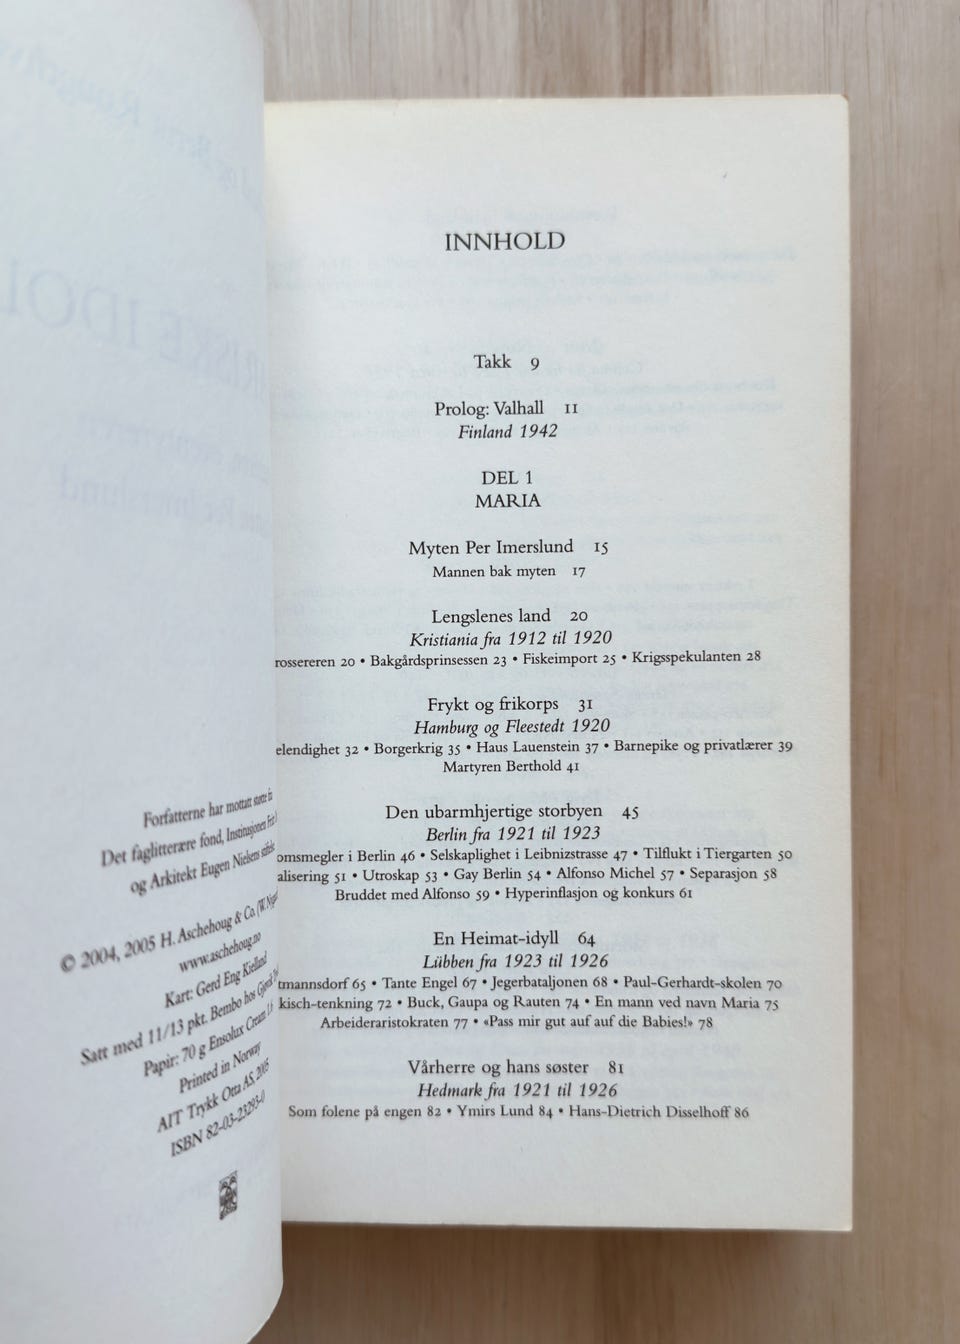 Forfatterne har mottatt støtte fra
Det faglitterære fond, Institusjonen Fritt
og Arkitekt Eugen Nielsens
© 2004, 2005 H. Aschehoug & Co.
www.aschehoug.no
Kart: Gerd Eng Kielland
Satt med 11/13 pkt. Bembo hos Gjøvik
Papir: 70 g Ensolux Cream
Printed in Norway
AIT Trykk Otta AS, 2005
ISBN 82-03-23293-0
INNHOLD
Takk 9
Prolog: Valhall 11
Finland 1942
DEL 1
MARIA
Myten Per Imerslund 15
Mannen bak myten 17
Lengslenes land 20
Kristiania fra 1912 til 1920
rossereren 20 • Bakgårdsprinsessen 23 • Fiskeimport 25 • Krigsspekulanten 28
Frykt og frikorps 31
Hamburg og Fleestedt 1920
elendighet 32 • Borgerkrig 35 • Haus Lauenstein 37 • Barnepike og privatlærer 39
Martyren Berthold 41
Den ubarmhjertige storbyen 45
Berlin fra 1921 til 1923
omsmegler i Berlin 46 • Selskaplighet i Leibnizstrasse 47 • Tilflukt i Tiergarten 50
alisering 51 • Utroskap 53 • Gay Berlin 54 • Alfonso Michel 57 • Separasjon 58
Bruddet med Alfonso 59 • Hyperinflasjon og konkurs 61
En Heimat-idyll 64
Lübben fra 1923 til 1926
tmannsdorf 65 • Tante Engel 67 • Jegerbataljonen 68 • Paul-Gerhardt-skolen 70
kisch-tenkning 72 • Buck, Gaupa og Rauten 74 • En mann ved navn Maria 75
Arbeideraristokraten 77 • «Pass mir gut auf auf die Babies!» 78
Vårherre og hans søster 81
Hedmark fra 1921 til 1926
Som folene på engen 82 • Ymirs Lund 84 • Hans-Dietrich Disselhoff 86